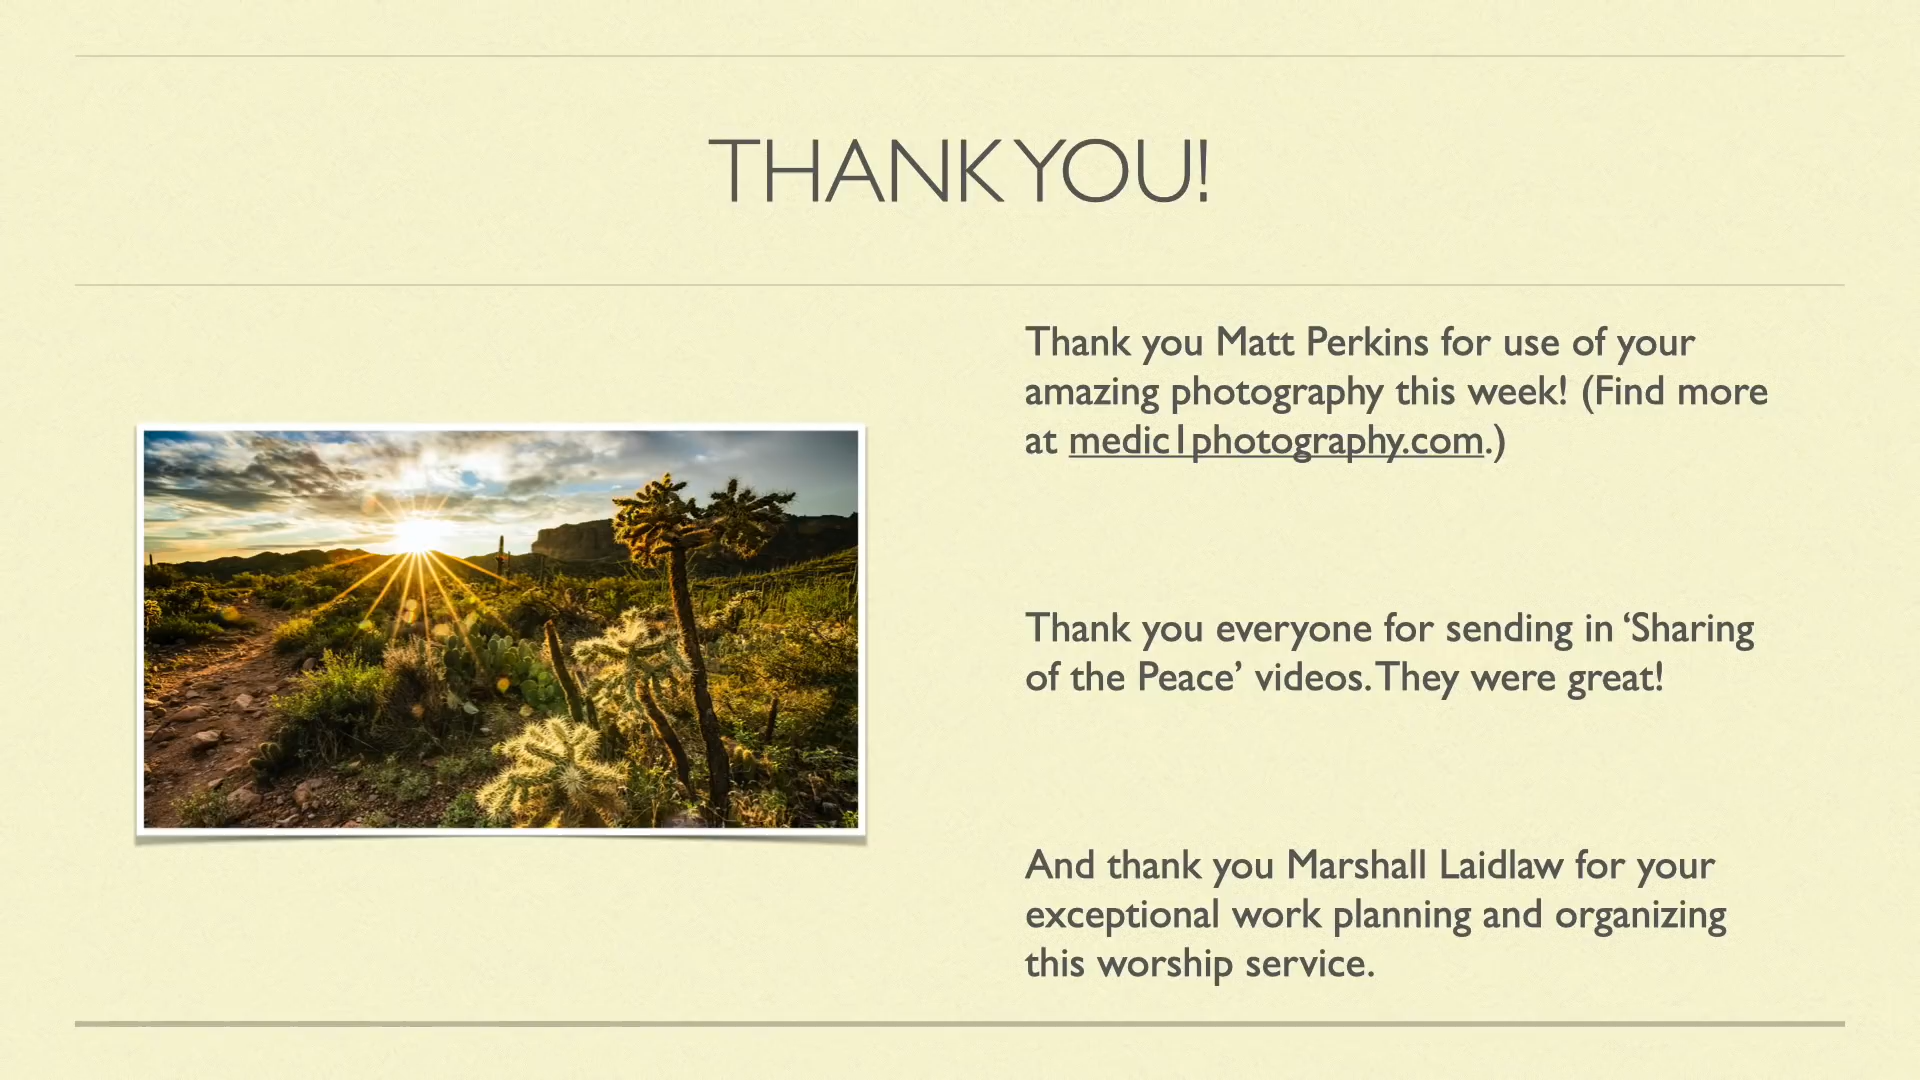 THANK YOU!
Thank you Matt Perkins for use of your
amazing photography this week! (Find more
at medic1photography.com.)
Thank you everyone for sending in ‘Sharing
of the Peace’ videos. They were great!
And thank you Marshall Laidlaw for your
exceptional work planning and organizing
this worship service.